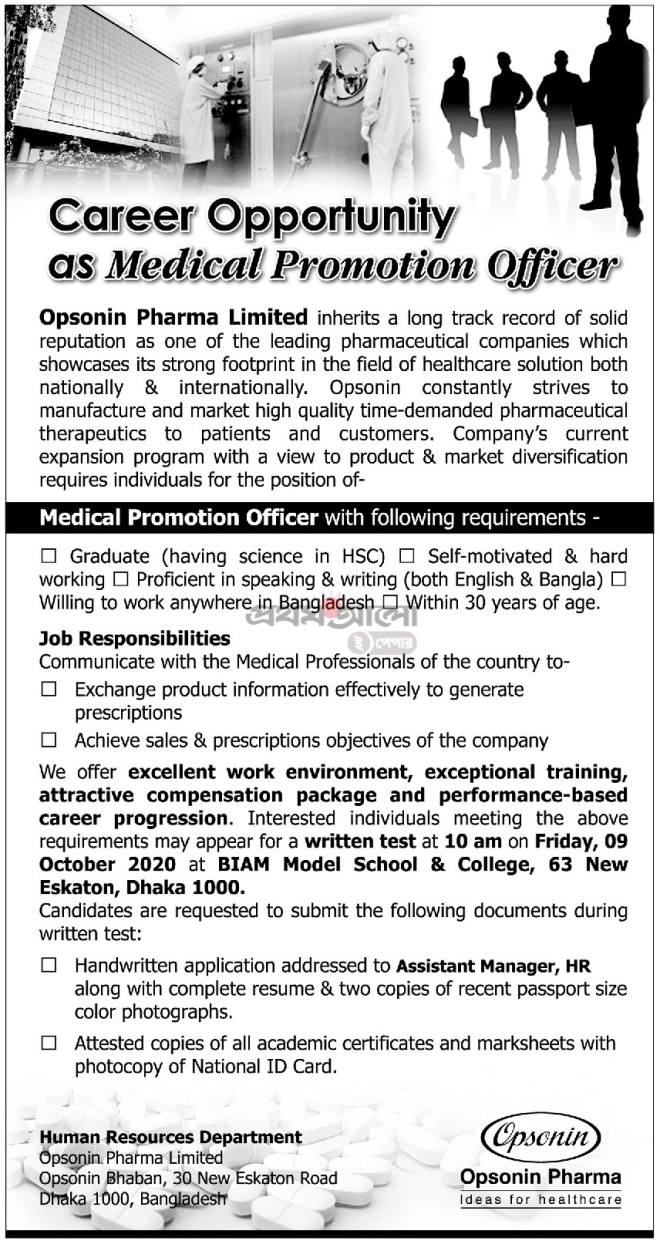 Career Opportunity
as Medical Promotion Officer
Opsonin Pharma Limited inherits a long track record of solid
reputation as one of the leading pharmaceutical companies which
showcases its strong footprint in the field of healthcare solution both
nationally & internationally. Opsonin constantly strives to
manufacture and market high quality time-demanded pharmaceutical
therapeutics to patients and customers. Company's current
expansion program with a view to product & market diversification
requires individuals for the position of-
Medical Promotion Officer with following requirements -
☐ Graduate (having science in HSC) ☐ Self-motivated & hard
working ☐ Proficient in speaking & writing (both English & Bangla) ☐
Willing to work anywhere in Bangladesh ☐ Within 30 years of age.
প্রথম আলো
ই পেপার
Job Responsibilities
Communicate with the Medical Professionals of the country to-
☐ Exchange product information effectively to generate
prescriptions
☐ Achieve sales & prescriptions objectives of the company
We offer excellent work environment, exceptional training,
attractive compensation package and performance-based
career progression. Interested individuals meeting the above
requirements may appear for a written test at 10 am on Friday, 09
October 2020 at BIAM Model School & College, 63 New
Eskaton, Dhaka 1000.
Candidates are requested to submit the following documents during
written test:
☐ Handwritten application addressed to Assistant Manager, HR
along with complete resume & two copies of recent passport size
color photographs.
☐ Attested copies of all academic certificates and marksheets with
photocopy of National ID Card.
Human Resources Department
Opsonin Pharma Limited
Opsonin Bhaban, 30 New Eskaton Road
Dhaka 1000, Bangladesh
Opsonin
Opsonin Pharma
Ideas for healthcare